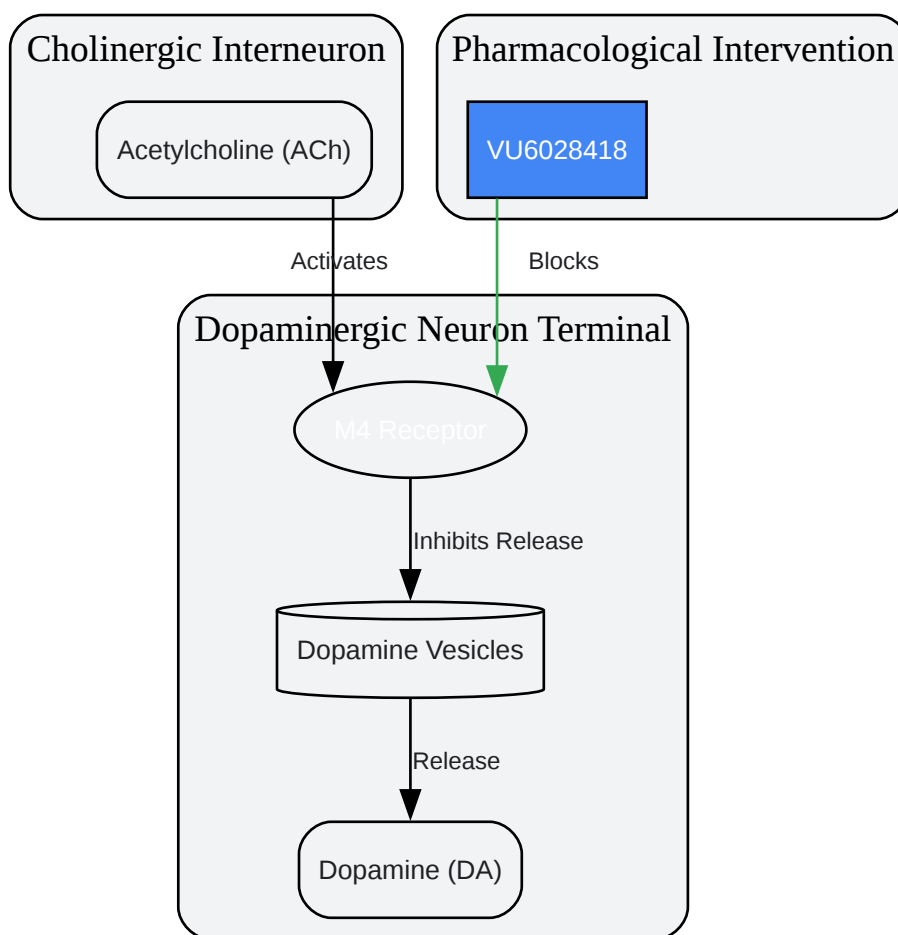 Cholinergic Interneuron
Pharmacological Intervention
Acetylcholine (ACh)
VU6028418
Activates
Blocks
Dopaminergic Neuron Terminal
M4 Receptor
Inhibits Release
Dopamine Vesicles
Release
Dopamine (DA)